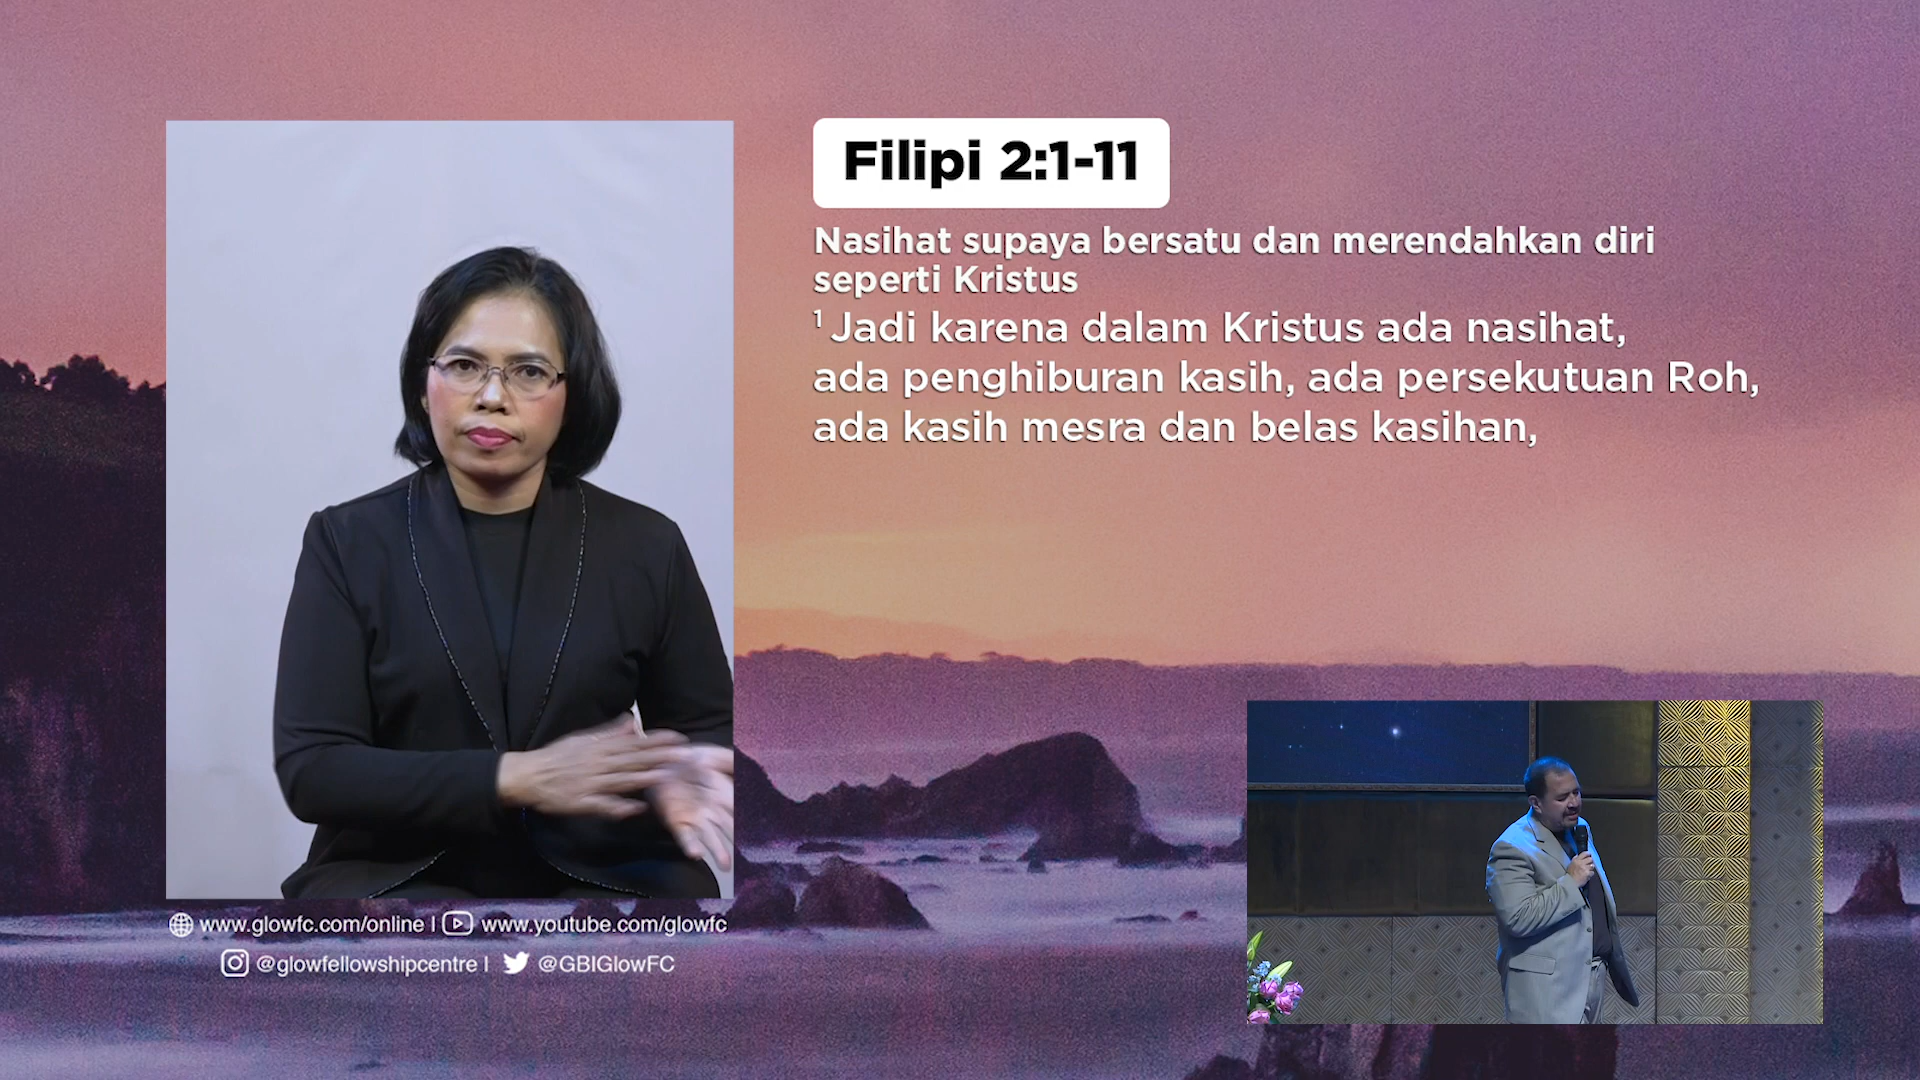 Filipi 2:1-11
Nasihat supaya bersatu dan merendahkan diri
seperti Kristus
¹ Jadi karena dalam Kristus ada nasihat,
ada penghiburan kasih, ada persekutuan Roh,
ada kasih mesra dan belas kasihan,
www.glowfc.com/online | www.youtube.com/glowfc
@glowfellowshipcentre | @GBIGlowFC